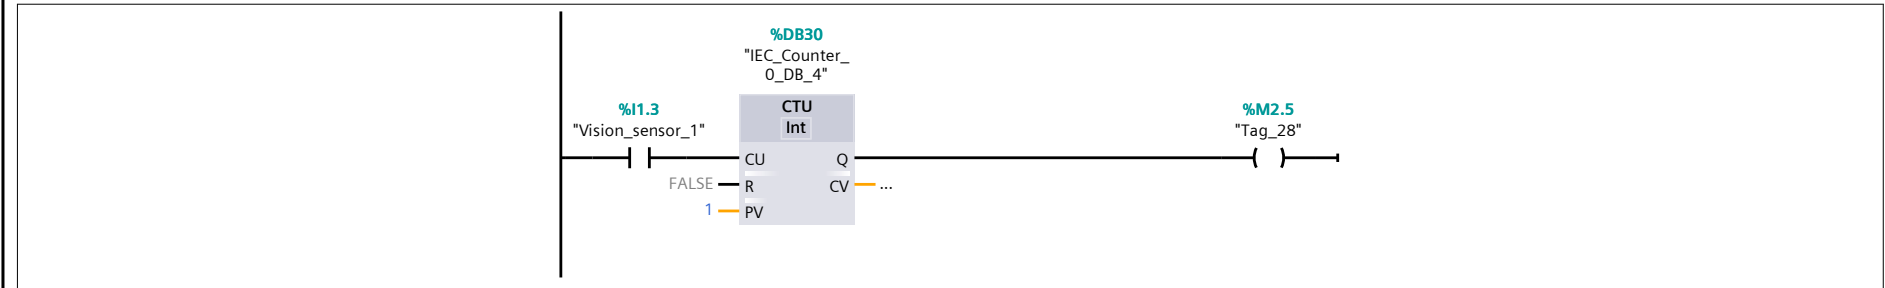 %DB30
"IEC_Counter_
0_DB_4"
%I1.3
"Vision_sensor_1"
CTU
Int
%M2.5
"Tag_28"
CU
Q
FALSE
R
CV
...
1
PV